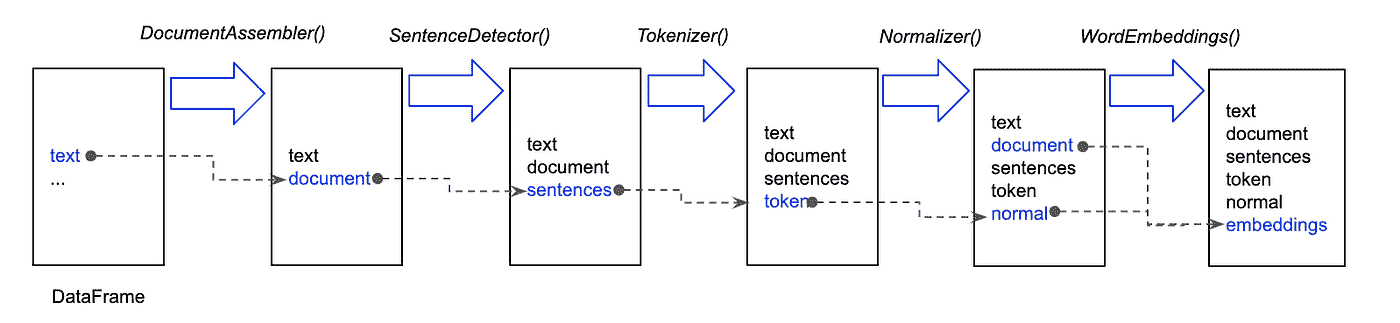 DocumentAssembler()
SentenceDetector()
Tokenizer()
Normalizer()
WordEmbeddings()
text
...
text
document
text
document
sentences
text
document
sentences
token
text
document
sentences
token
normal
text
document
sentences
token
normal
embeddings
DataFrame